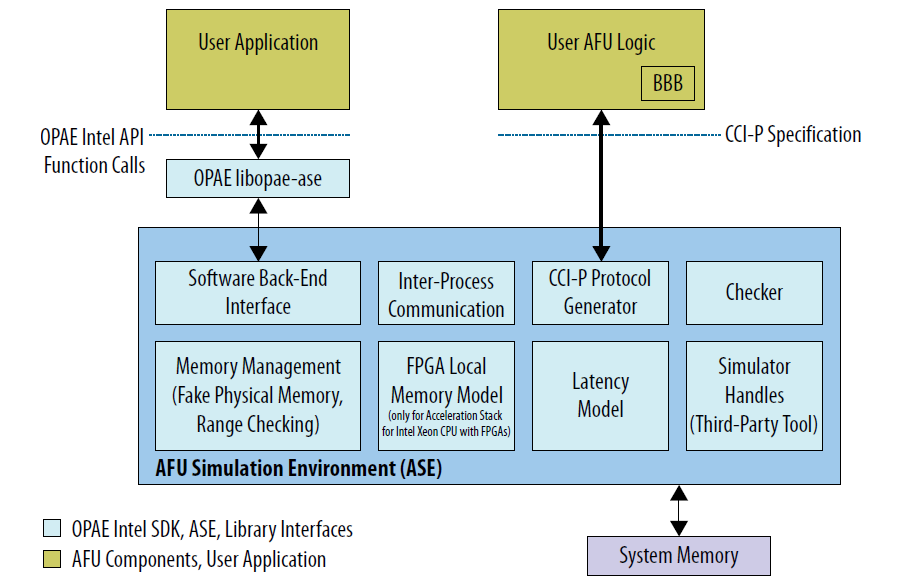 User Application
User AFU Logic
BBB
OPAE Intel API
Function Calls
CCI-P Specification
OPAE libopae-ase
Software Back-End
Interface
Inter-Process
Communication
CCI-P Protocol
Generator
Checker
Memory Management
(Fake Physical Memory,
Range Checking)
FPGA Local
Memory Model
(only for Acceleration Stack
for Intel Xeon CPU with FPGAs)
Latency
Model
Simulator
Handles
(Third-Party Tool)
AFU Simulation Environment (ASE)
OPAE Intel SDK, ASE, Library Interfaces
AFU Components, User Application
System Memory